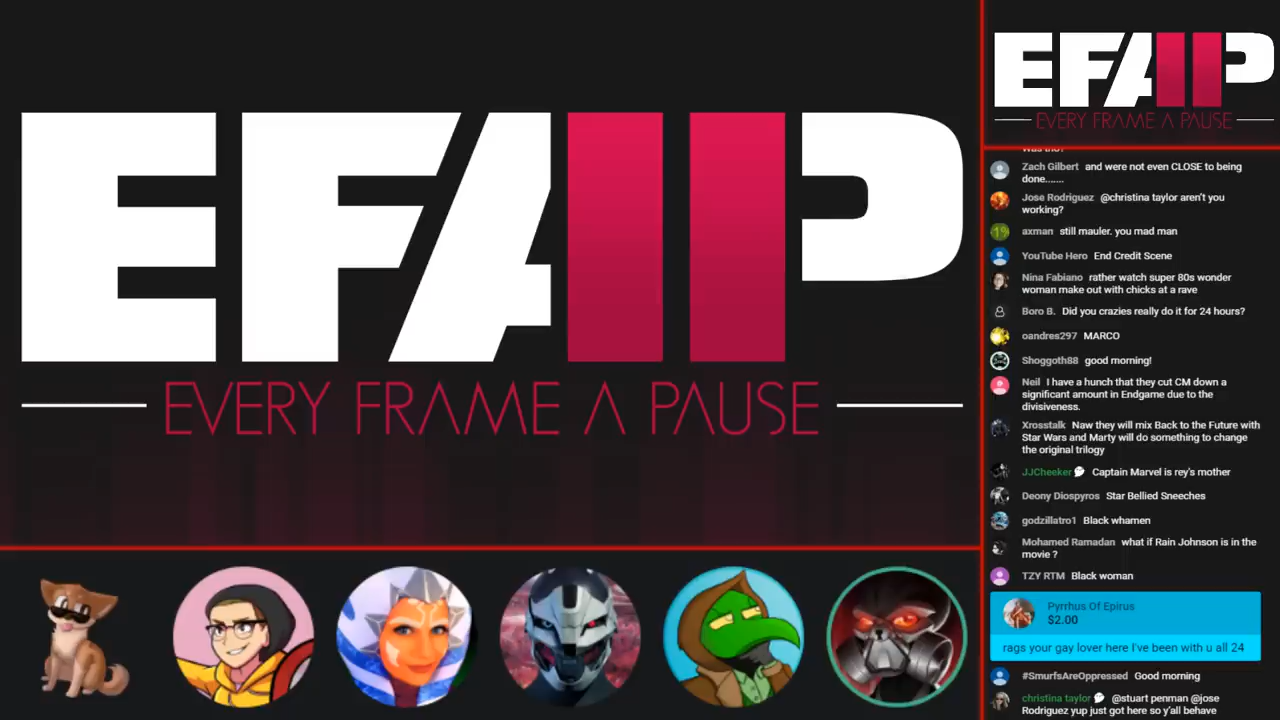 EFAP
EVERY FRAME A PAUSE
EFAP
EVERY FRAME A PAUSE
was tho?
Zach Gilbert and were not even CLOSE to being
done.......
Jose Rodriguez @christina taylor aren't you
working?
axman still mauler. you mad man
YouTube Hero End Credit Scene
Nina Fabiano rather watch super 80s wonder
woman make out with chicks at a rave
Boro B. Did you crazies really do it for 24 hours?
oandres297 MARCO
Shoggoth88 good morning!
Neil I have a hunch that they cut CM down a
significant amount in Endgame due to the
divisiveness.
Xrosstalk Naw they will mix Back to the Future with
Star Wars and Marty will do something to change
the original trilogy
JJCheeker Captain Marvel is rey's mother
Deony Diospyros Star Bellied Sneeches
godzillatro1 Black whamen
Mohamed Ramadan what if Rain Johnson is in the
movie ?
TZY RTM Black woman
Pyrrhus Of Epirus
$2.00
rags your gay lover here I've been with u all 24
#SmurfsAreOppressed Good morning
christina taylor @stuart penman @jose
Rodriguez yup just got here so y'all behave